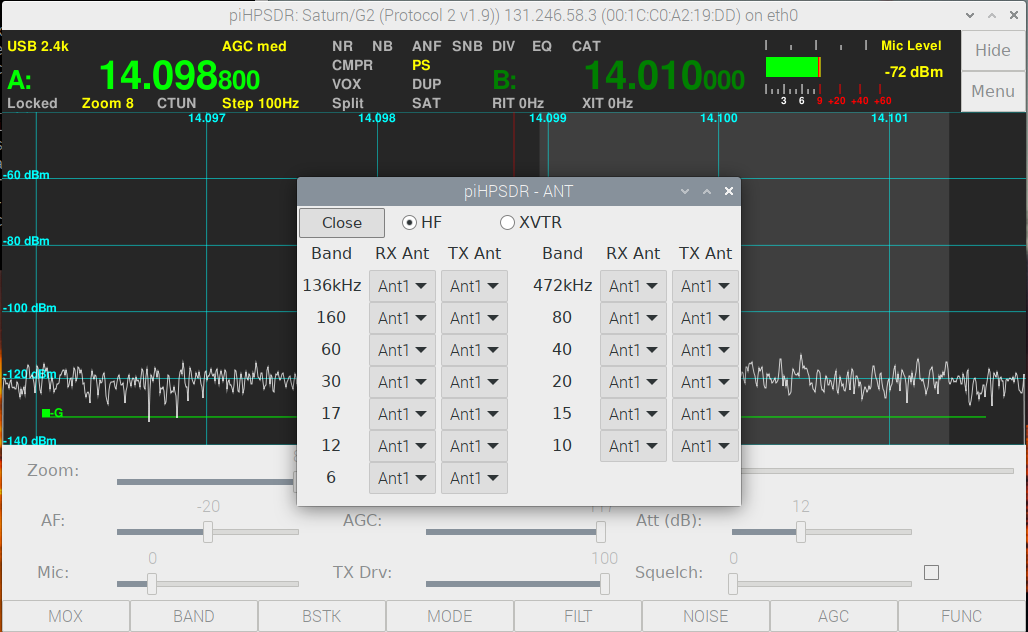 piHPSDR: Saturn/G2 (Protocol 2 v1.9)) 131.246.58.3 (00:1C:C0:A2:19:DD) on eth0
USB 2.4k AGC med NR NB ANF SNB DIV EQ CAT Mic Level Hide
A: 14.098800 CMPR PS B: 14.010000 -72 dBm
VOX DUP Menu
Locked Zoom 8 CTUN Step 100Hz Split SAT RIT 0Hz XIT 0Hz 3 6 9 +20 +40 +60
14.097 14.098 14.099 14.100 14.101
-60 dBm
-80 dBm
-100 dBm
-120 dBm
-G
-140 dBm
piHPSDR - ANT
Close HF XVTR
Band RX Ant TX Ant Band RX Ant TX Ant
136kHz Ant1 Ant1 472kHz Ant1 Ant1
160 Ant1 Ant1 80 Ant1 Ant1
60 Ant1 Ant1 40 Ant1 Ant1
30 Ant1 Ant1 20 Ant1 Ant1
17 Ant1 Ant1 15 Ant1 Ant1
12 Ant1 Ant1 10 Ant1 Ant1
6 Ant1 Ant1
Zoom:
-20 12
AF: AGC: Att (dB):
0 100 0
Mic: TX Drv: Squelch:
MOX BAND BSTK MODE FILT NOISE AGC FUNC